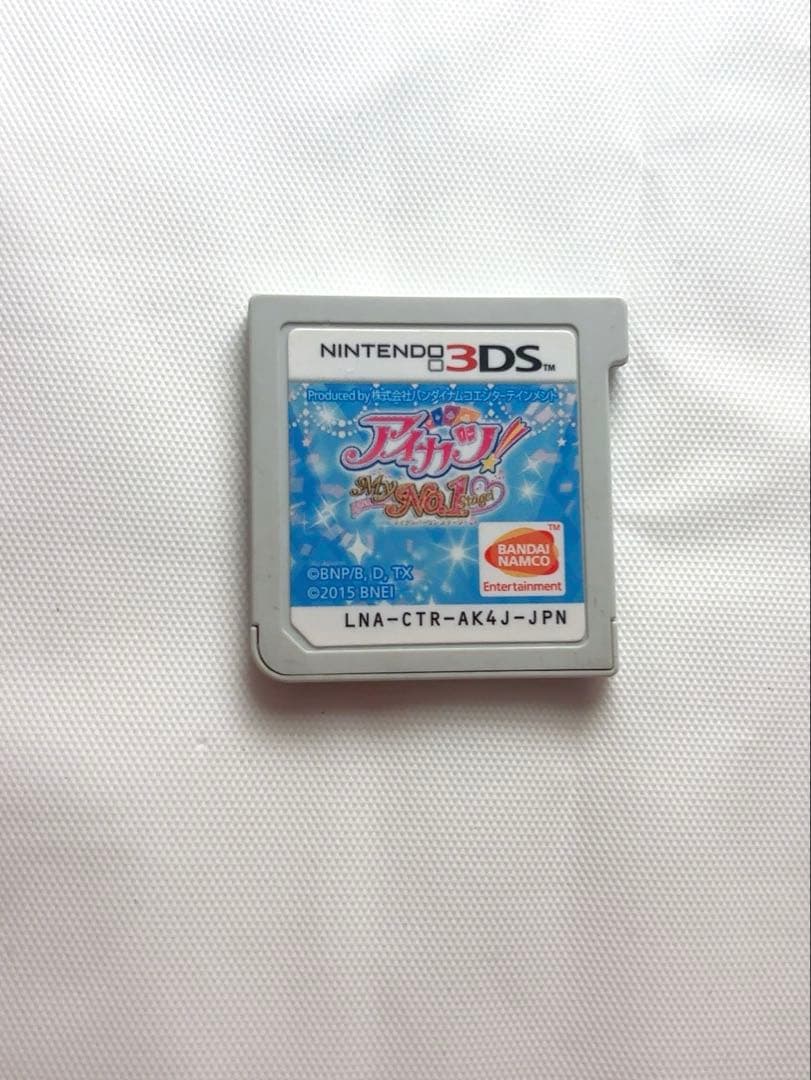 NINTENDO 3DS™
Produced by 株式会社バンダイナムコエンターテインメント
アイカツ!
My No.1 Stage!
©BNP/B, D, TX
©2015 BNEI
BANDAI
NAMCO
™
Entertainment
LNA-CTR-AK4J-JPN